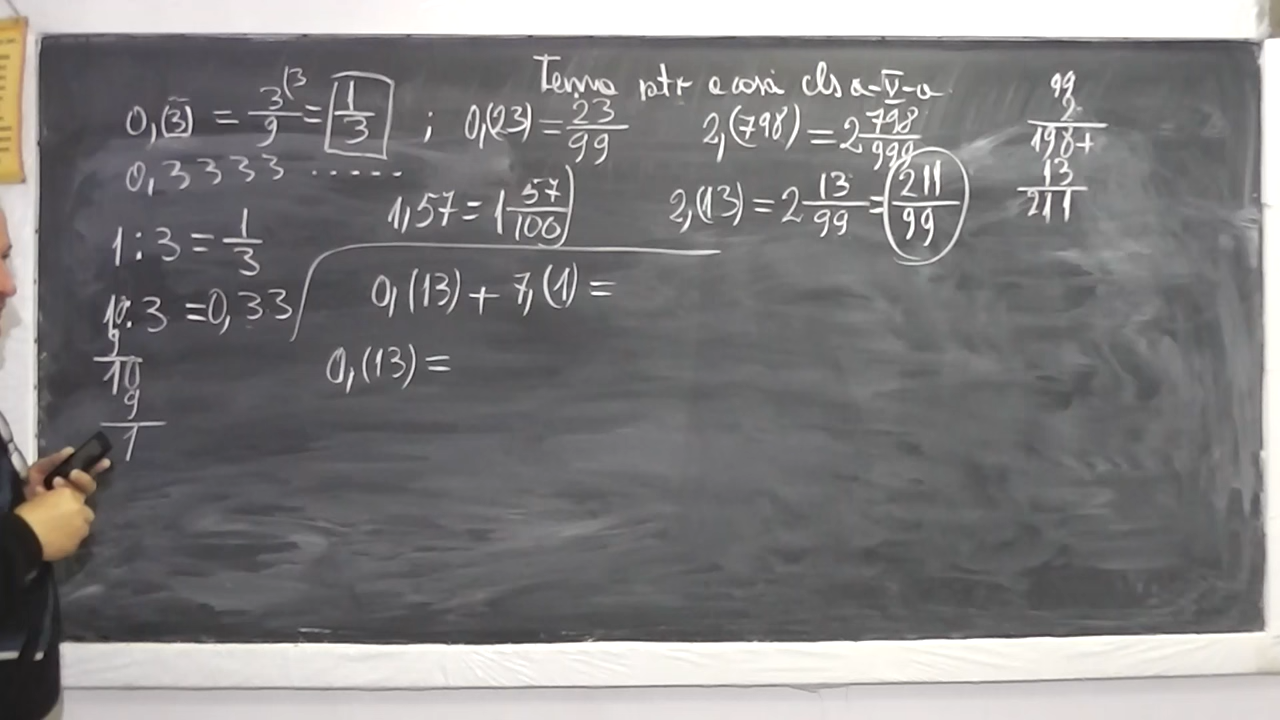 Tema ptr acasă cls a-V-a
0,(3) = 3/9 (3 = 1/3 ; 0,(23) = 23/99
2,(798) = 2 798/999
0,3333 .....
1,57 = 1 57/100
2,(13) = 2 13/99 = 211/99
99
2
198+
13
211
1 : 3 = 1/3
10 : 3 = 0,33
9
10
9
1
0,(13) + 7,(1) =
0,(13) =